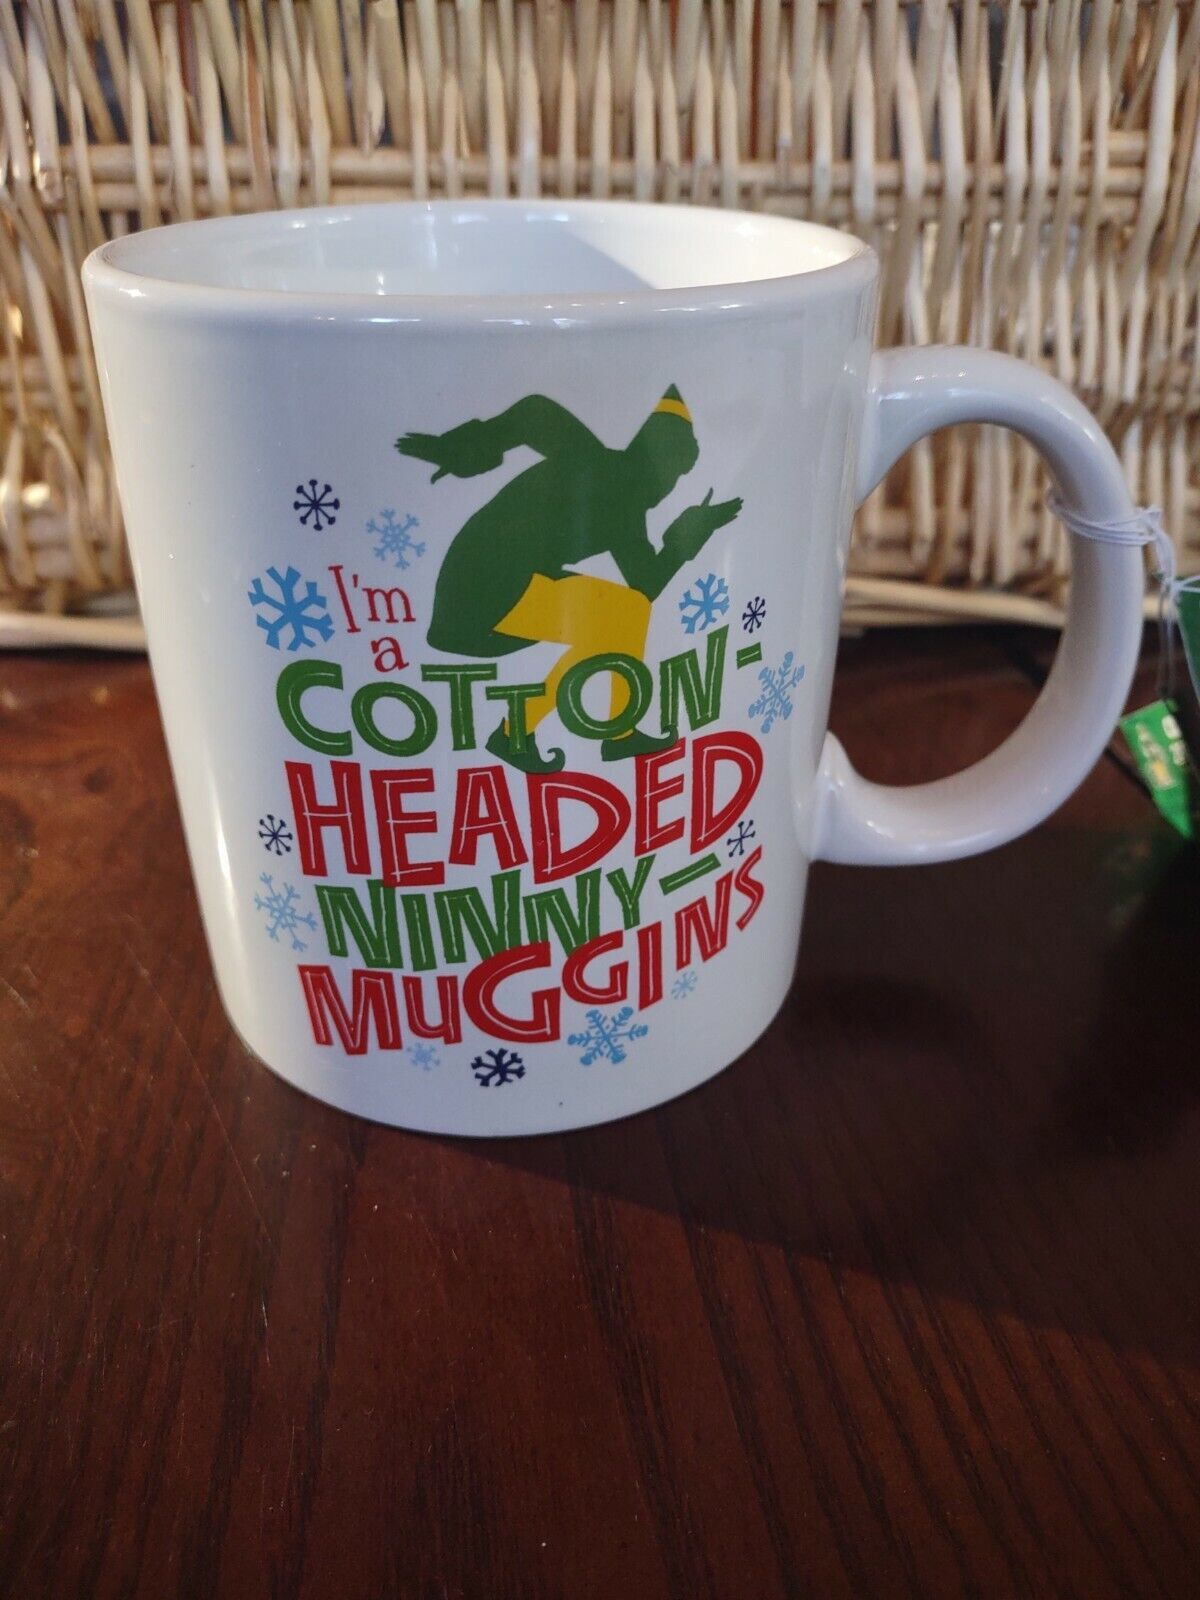 I'm
a
COTTON-
HEADED
NINNY-
MUGGINS